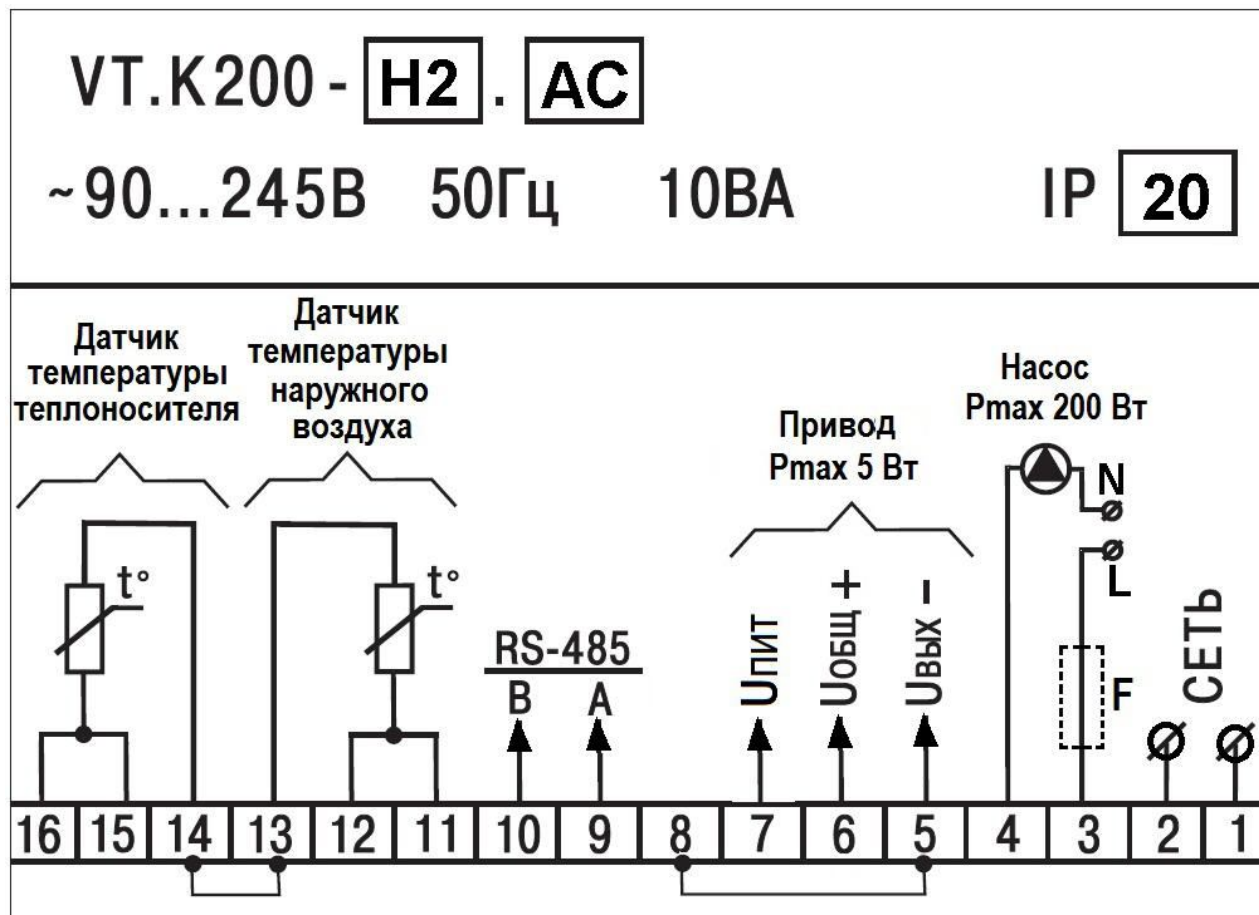 VT.K200-H2.AC
~90...245В 50Гц 10ВА IP 20
Датчик
температуры
теплоносителя
Датчик
температуры
наружного
воздуха
Привод
Pmax 5 Вт
Насос
Pmax 200 Вт
N
L
F
СЕТЬ
t°
t°
RS-485
B A
Uпит
Uобщ +
Uвых -
16 15 14 13 12 11 10 9 8 7 6 5 4 3 2 1